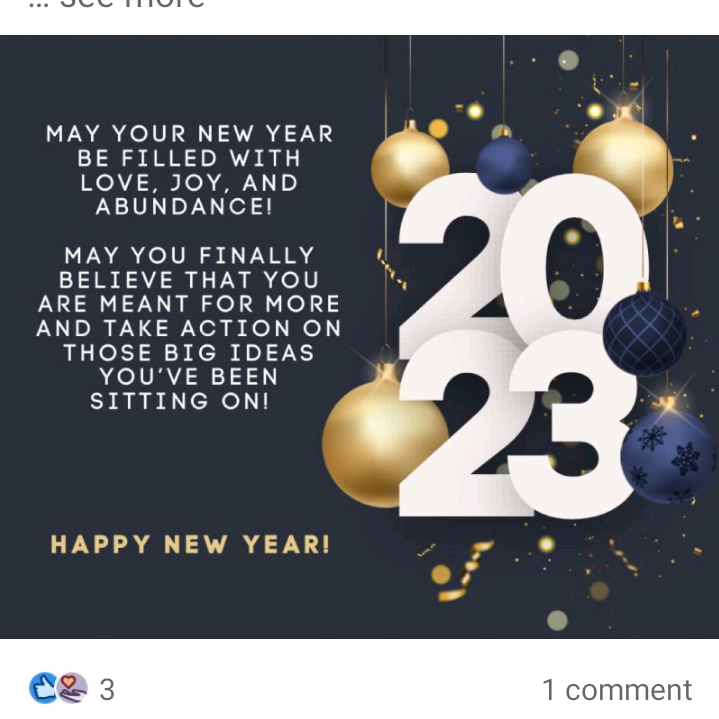 ... see more
MAY YOUR NEW YEAR
BE FILLED WITH
LOVE, JOY, AND
ABUNDANCE!
MAY YOU FINALLY
BELIEVE THAT YOU
ARE MEANT FOR MORE
AND TAKE ACTION ON
THOSE BIG IDEAS
YOU'VE BEEN
SITTING ON!
HAPPY NEW YEAR!
20
23
3
1 comment